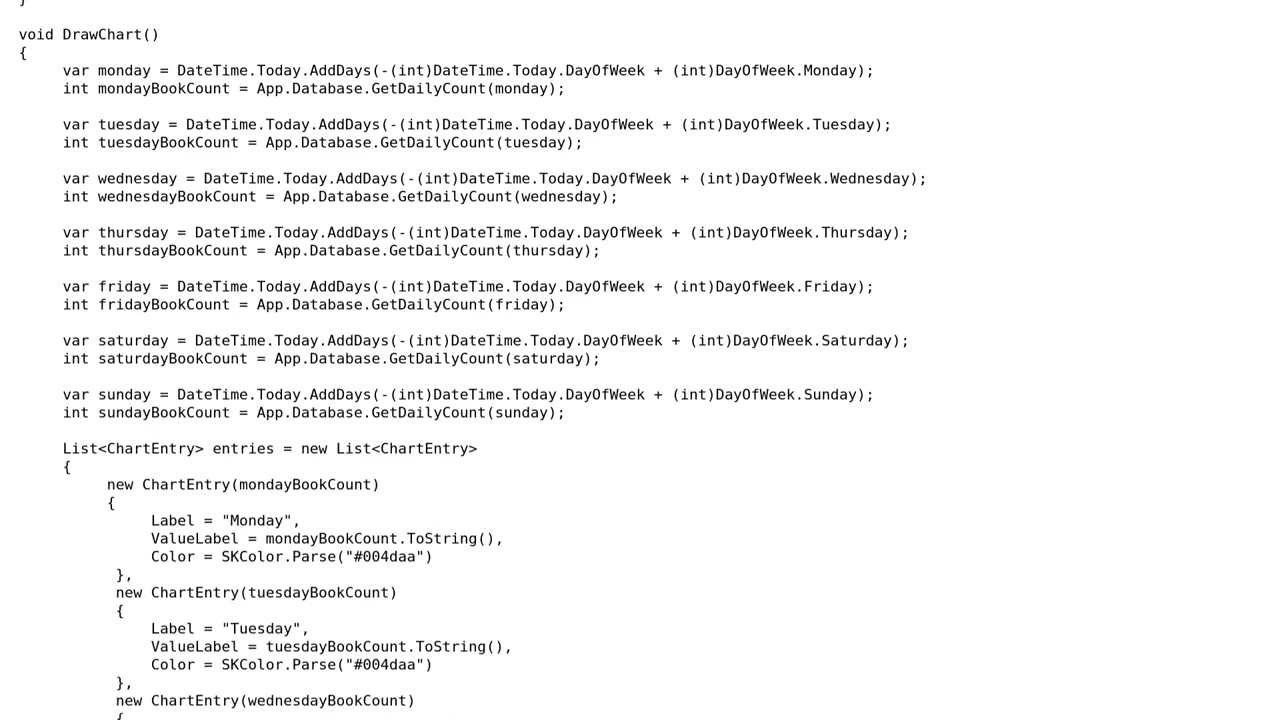 }
void DrawChart()
{
var monday = DateTime.Today.AddDays(-(int)DateTime.Today.DayOfWeek + (int)DayOfWeek.Monday);
int mondayBookCount = App.Database.GetDailyCount(monday);
var tuesday = DateTime.Today.AddDays(-(int)DateTime.Today.DayOfWeek + (int)DayOfWeek.Tuesday);
int tuesdayBookCount = App.Database.GetDailyCount(tuesday);
var wednesday = DateTime.Today.AddDays(-(int)DateTime.Today.DayOfWeek + (int)DayOfWeek.Wednesday);
int wednesdayBookCount = App.Database.GetDailyCount(wednesday);
var thursday = DateTime.Today.AddDays(-(int)DateTime.Today.DayOfWeek + (int)DayOfWeek.Thursday);
int thursdayBookCount = App.Database.GetDailyCount(thursday);
var friday = DateTime.Today.AddDays(-(int)DateTime.Today.DayOfWeek + (int)DayOfWeek.Friday);
int fridayBookCount = App.Database.GetDailyCount(friday);
var saturday = DateTime.Today.AddDays(-(int)DateTime.Today.DayOfWeek + (int)DayOfWeek.Saturday);
int saturdayBookCount = App.Database.GetDailyCount(saturday);
var sunday = DateTime.Today.AddDays(-(int)DateTime.Today.DayOfWeek + (int)DayOfWeek.Sunday);
int sundayBookCount = App.Database.GetDailyCount(sunday);
List<ChartEntry> entries = new List<ChartEntry>
{
new ChartEntry(mondayBookCount)
{
Label = "Monday",
ValueLabel = mondayBookCount.ToString(),
Color = SKColor.Parse("#004daa")
},
new ChartEntry(tuesdayBookCount)
{
Label = "Tuesday",
ValueLabel = tuesdayBookCount.ToString(),
Color = SKColor.Parse("#004daa")
},
new ChartEntry(wednesdayBookCount)
{